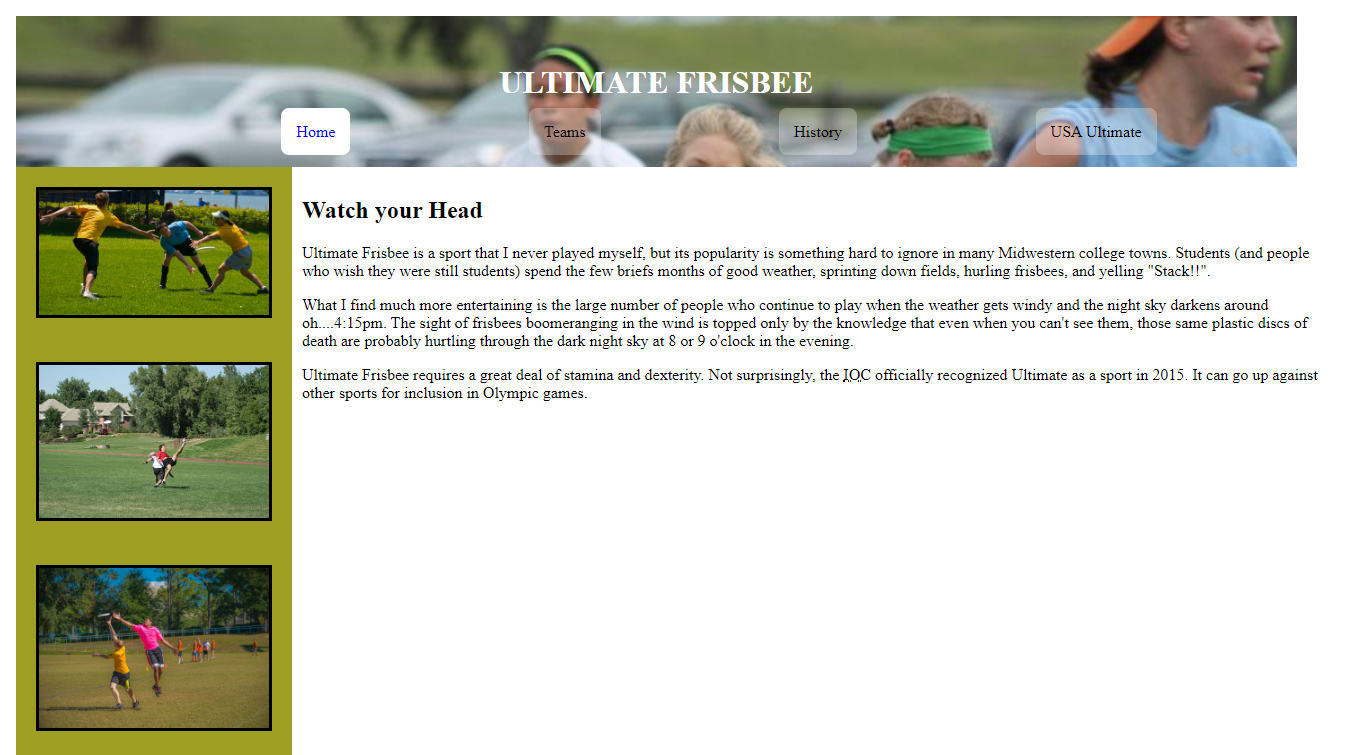 ULTIMATE FRISBEE
Home
Teams
History
USA Ultimate
Watch your Head
Ultimate Frisbee is a sport that I never played myself, but its popularity is something hard to ignore in many Midwestern college towns. Students (and people
who wish they were still students) spend the few briefs months of good weather, sprinting down fields, hurling frisbees, and yelling "Stack!!".
What I find much more entertaining is the large number of people who continue to play when the weather gets windy and the night sky darkens around
oh....4:15pm. The sight of frisbees boomeranging in the wind is topped only by the knowledge that even when you can't see them, those same plastic discs of
death are probably hurtling through the dark night sky at 8 or 9 o'clock in the evening.
Ultimate Frisbee requires a great deal of stamina and dexterity. Not surprisingly, the IOC officially recognized Ultimate as a sport in 2015. It can go up against
other sports for inclusion in Olympic games.